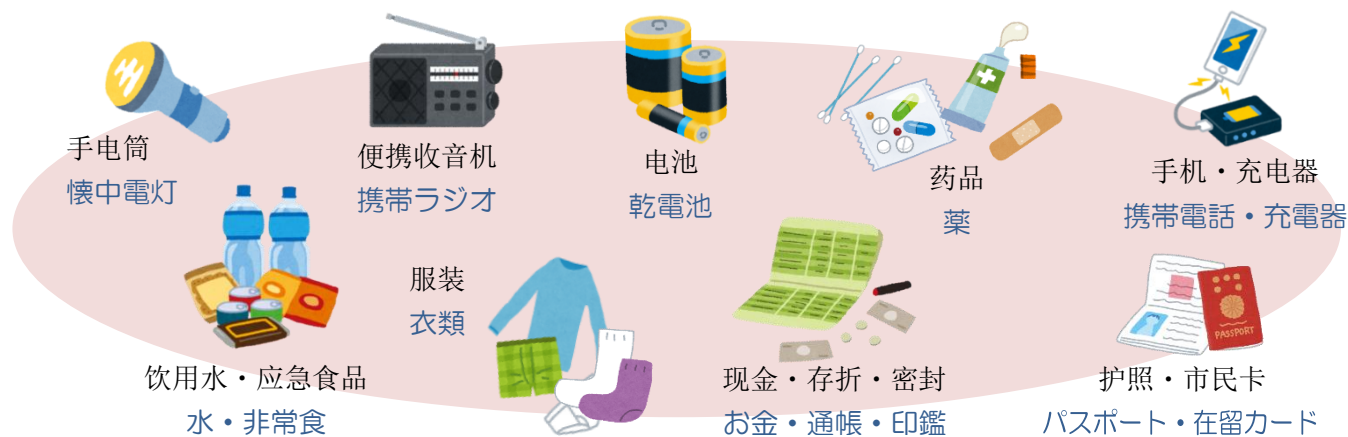 手电筒
懐中電灯
便携收音机
携帯ラジオ
电池
乾電池
药品
薬
手机・充电器
携帯電話・充電器
饮用水・应急食品
水・非常食
服装
衣類
现金・存折・密封
お金・通帳・印鑑
PASSPORT
护照・市民卡
パスポート・在留カード